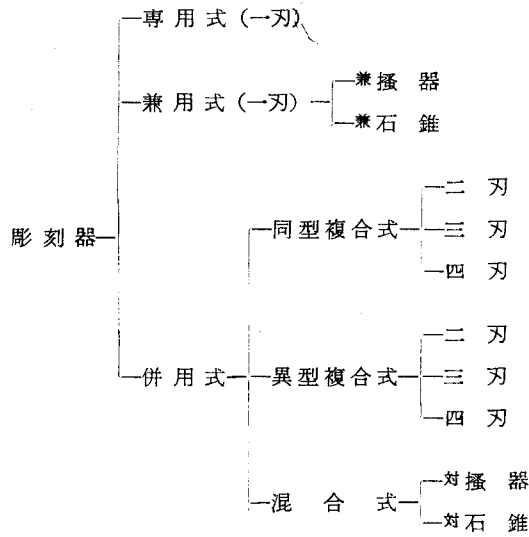 専用式(一刃)
兼用式(一刃)
兼搔器
兼石錐
彫刻器
同型複合式
二刃
三刃
四刃
併用式
異型複合式
二刃
三刃
四刃
混合式
対搔器
対石錐